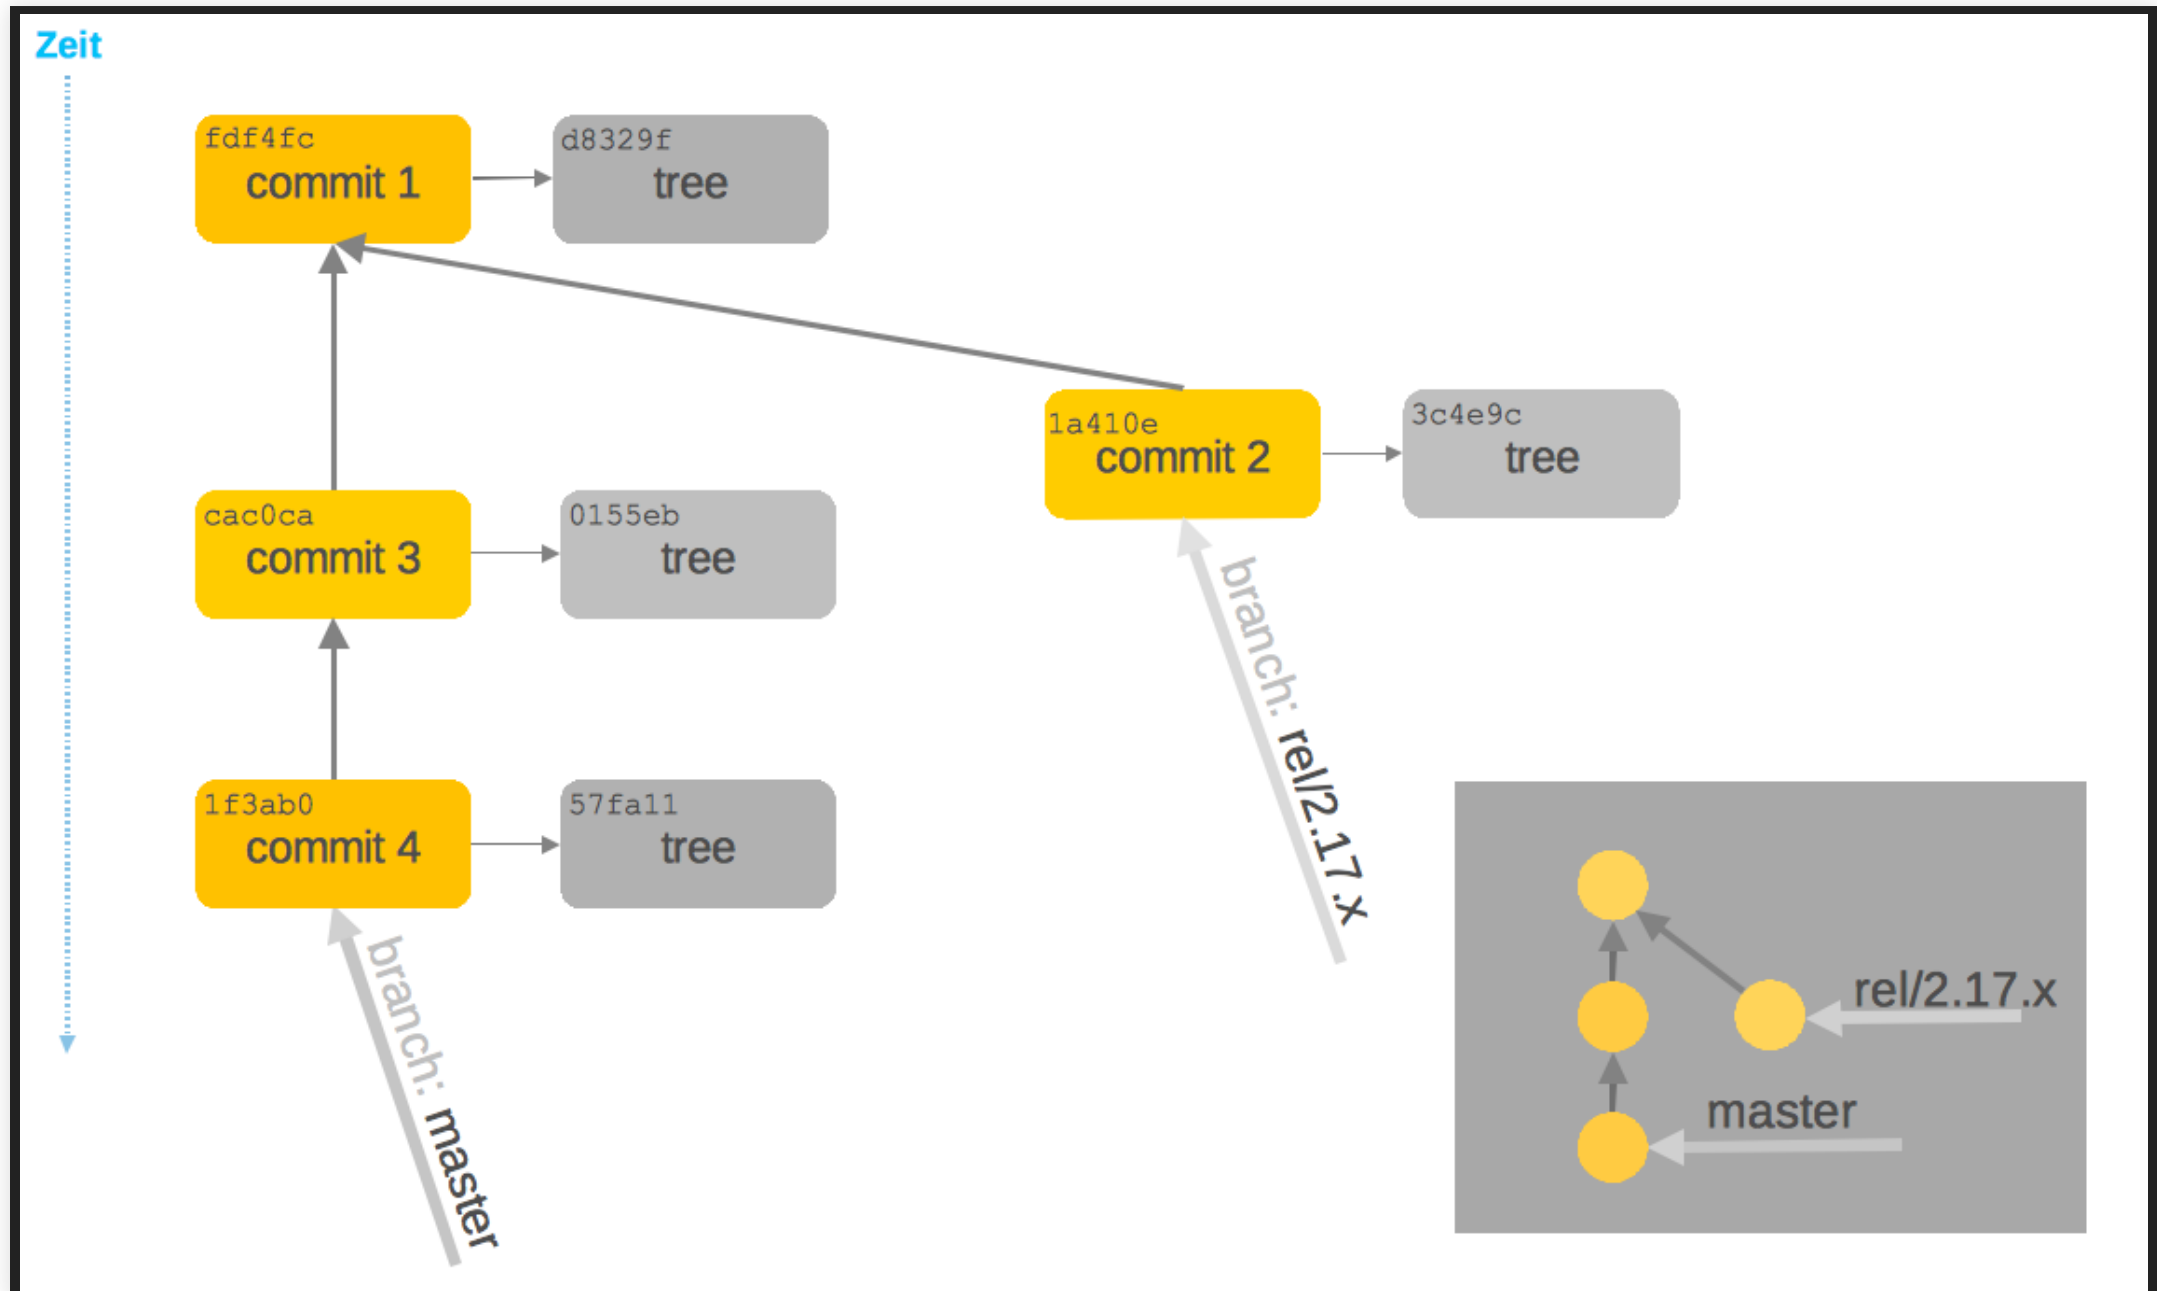 Zeit
fdf4fc
commit 1
d8329f
tree
1a410e
commit 2
3c4e9c
tree
cac0ca
commit 3
0155eb
tree
branch: rel/2.17.x
1f3ab0
commit 4
57fa11
tree
branch: master
rel/2.17.x
master